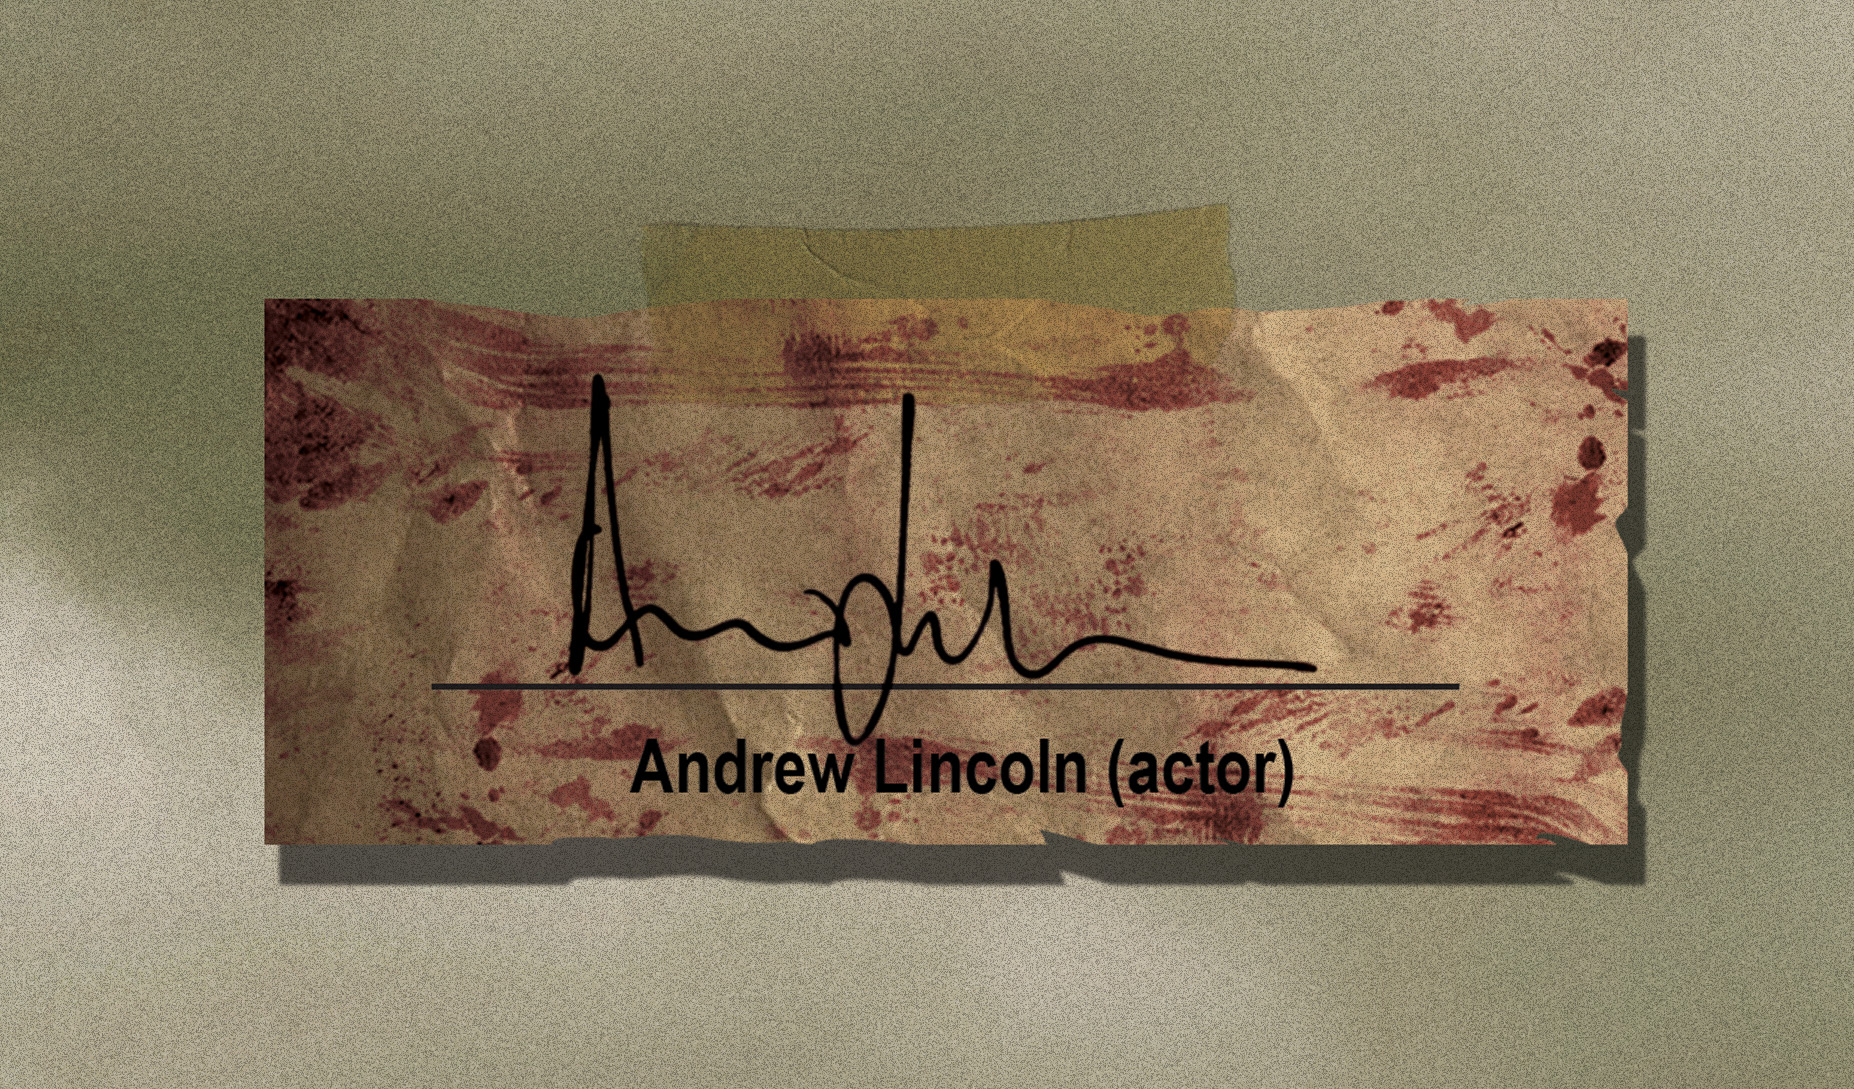 Andrew Lincoln (actor)